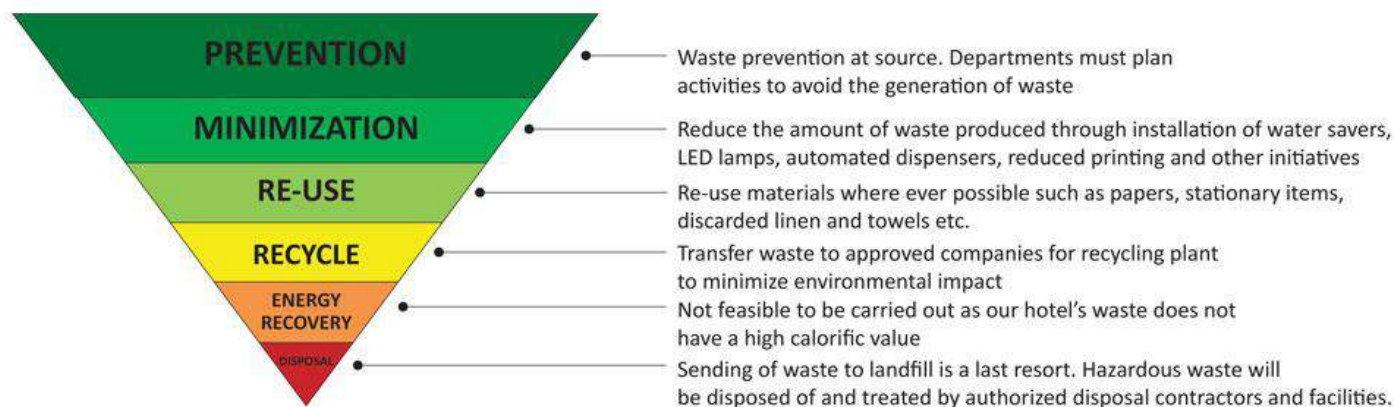 PREVENTION
Waste prevention at source. Departments must plan
activities to avoid the generation of waste
MINIMIZATION
Reduce the amount of waste produced through installation of water savers,
LED lamps, automated dispensers, reduced printing and other initiatives
RE-USE
Re-use materials where ever possible such as papers, stationary items,
discarded linen and towels etc.
RECYCLE
Transfer waste to approved companies for recycling plant
to minimize environmental impact
ENERGY
RECOVERY
Not feasible to be carried out as our hotel's waste does not
have a high calorific value
DISPOSAL
Sending of waste to landfill is a last resort. Hazardous waste will
be disposed of and treated by authorized disposal contractors and facilities.